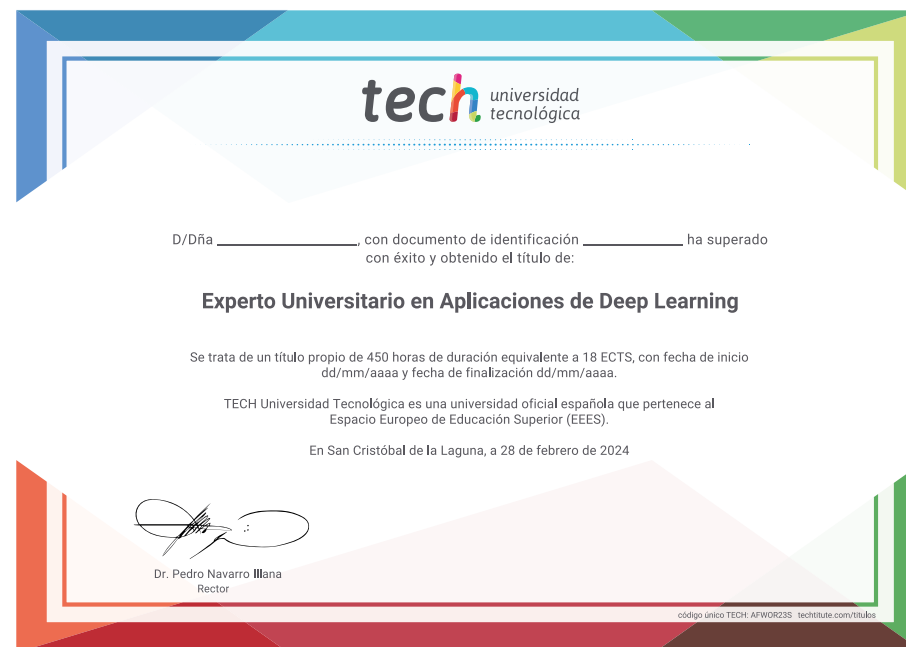 tech universidad
tecnológica
D/Dña ____________________, con documento de identificación ______________ ha superado
con éxito y obtenido el título de:
Experto Universitario en Aplicaciones de Deep Learning
Se trata de un título propio de 450 horas de duración equivalente a 18 ECTS, con fecha de inicio
dd/mm/aaaa y fecha de finalización dd/mm/aaaa.
TECH Universidad Tecnológica es una universidad oficial española que pertenece al
Espacio Europeo de Educación Superior (EEES).
En San Cristóbal de la Laguna, a 28 de febrero de 2024
Dr. Pedro Navarro Illana
Rector
código único TECH: AFWOR23S techtitute.com/titulos